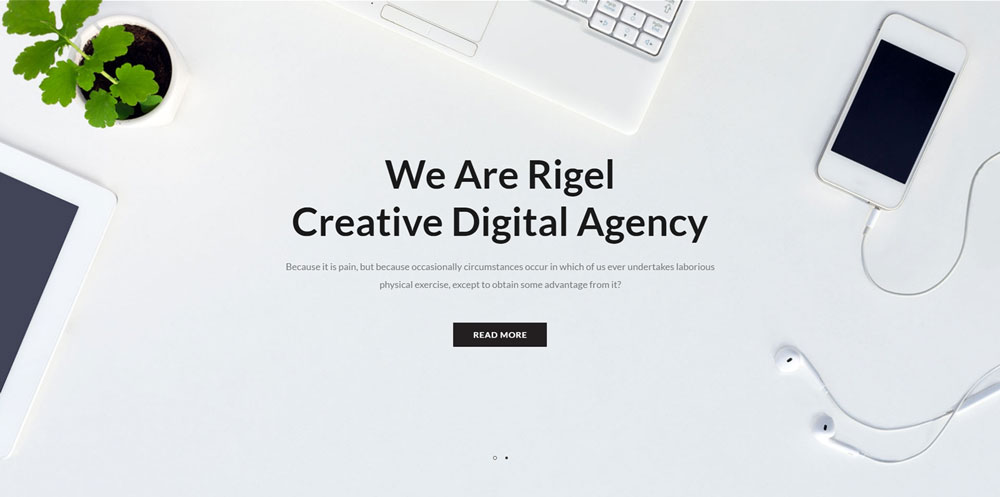 We Are Rigel
Creative Digital Agency
Because it is pain, but because occasionally circumstances occur in which of us ever undertakes laborious
physical exercise, except to obtain some advantage from it?
READ MORE